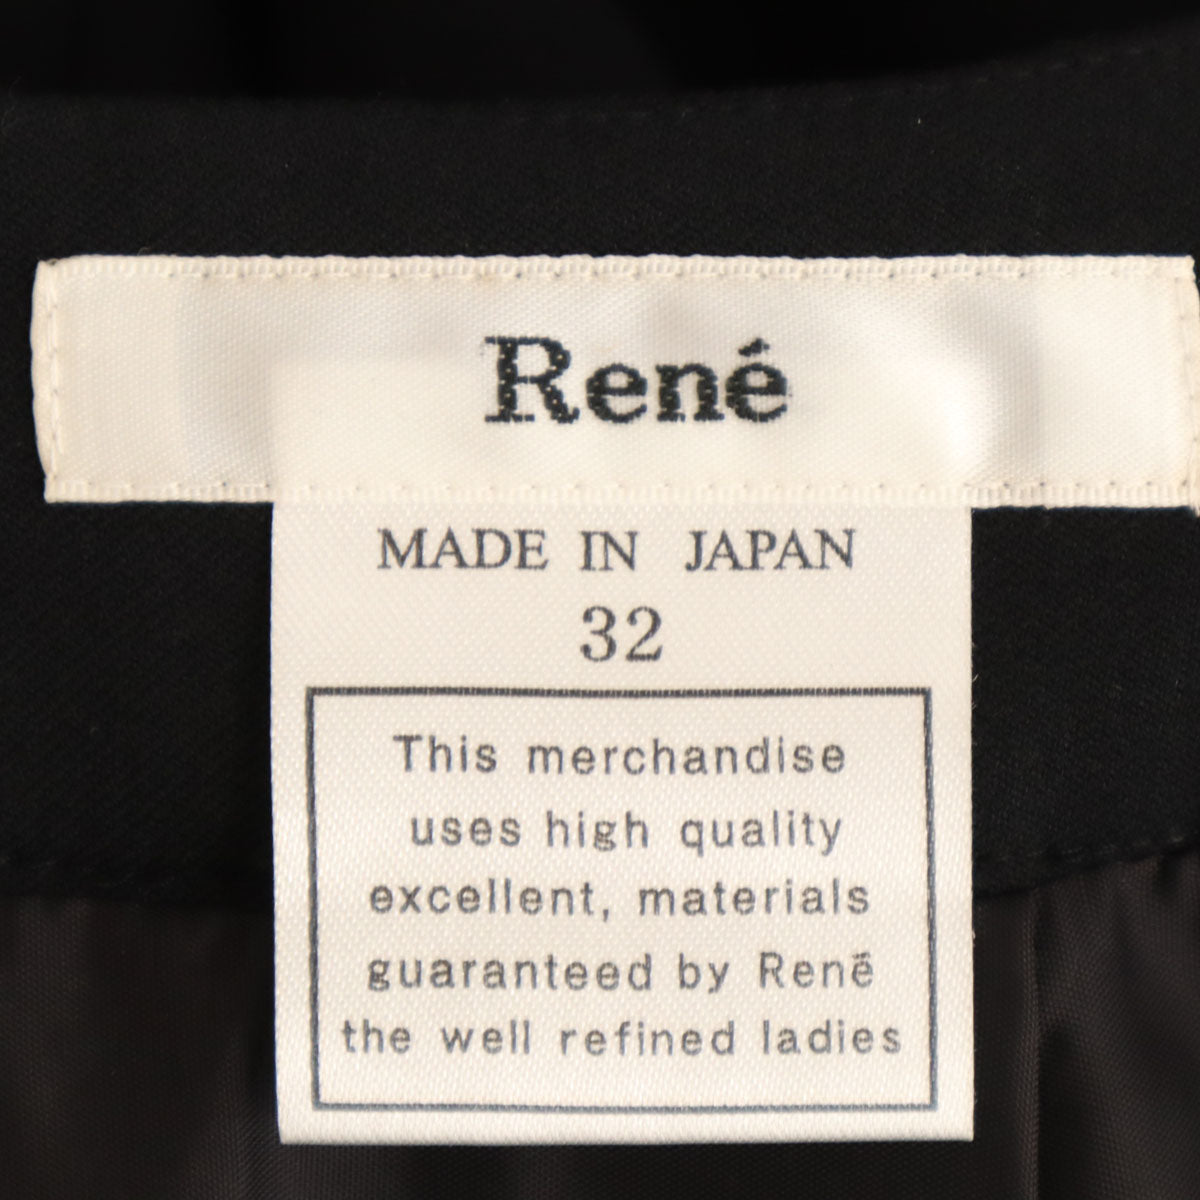 René
MADE IN JAPAN
32
This merchandise
uses high quality
excellent, materials
guaranteed by René
the well refined ladies